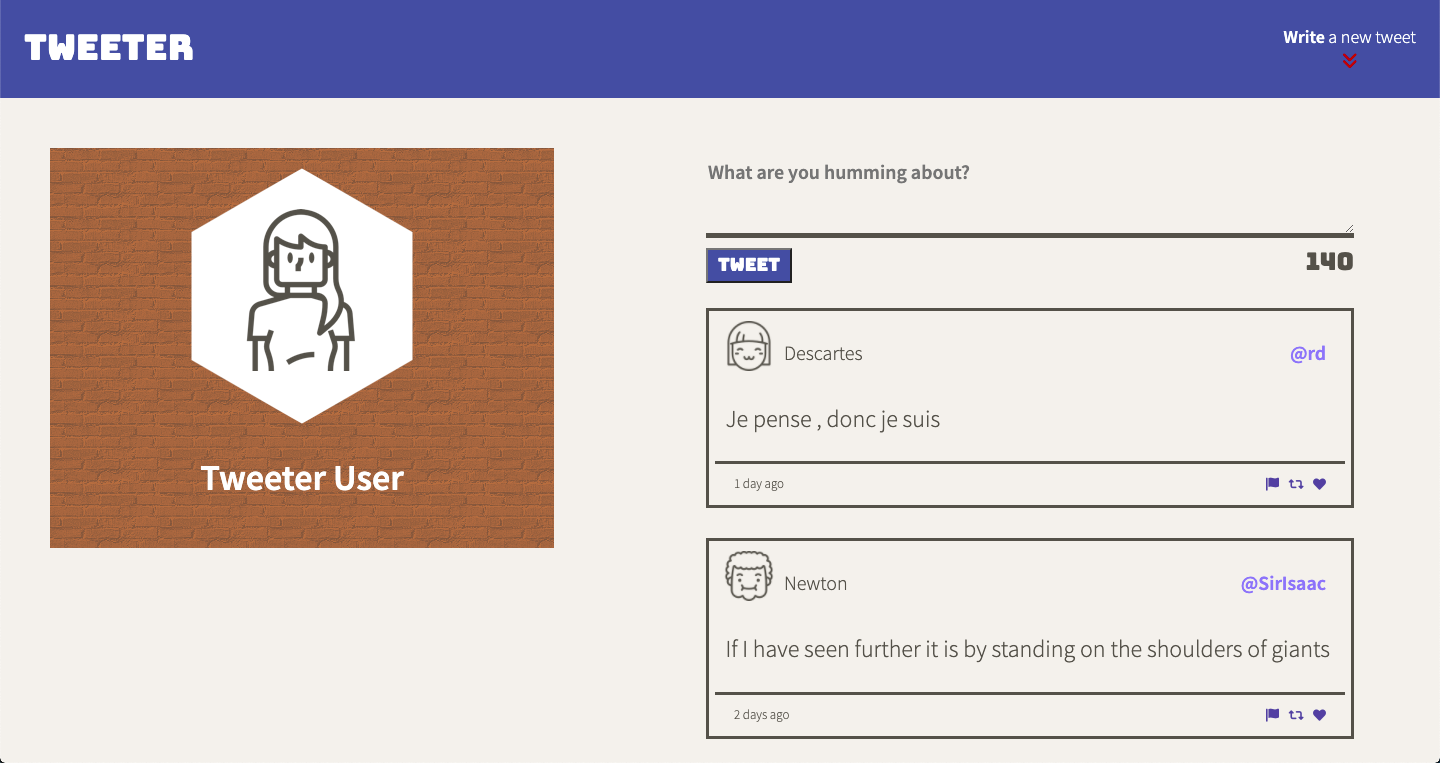 TWEETER
Write a new tweet
Tweeter User
What are you humming about?
TWEET
140
Descartes
@rd
Je pense , donc je suis
1 day ago
Newton
@SirIsaac
If I have seen further it is by standing on the shoulders of giants
2 days ago